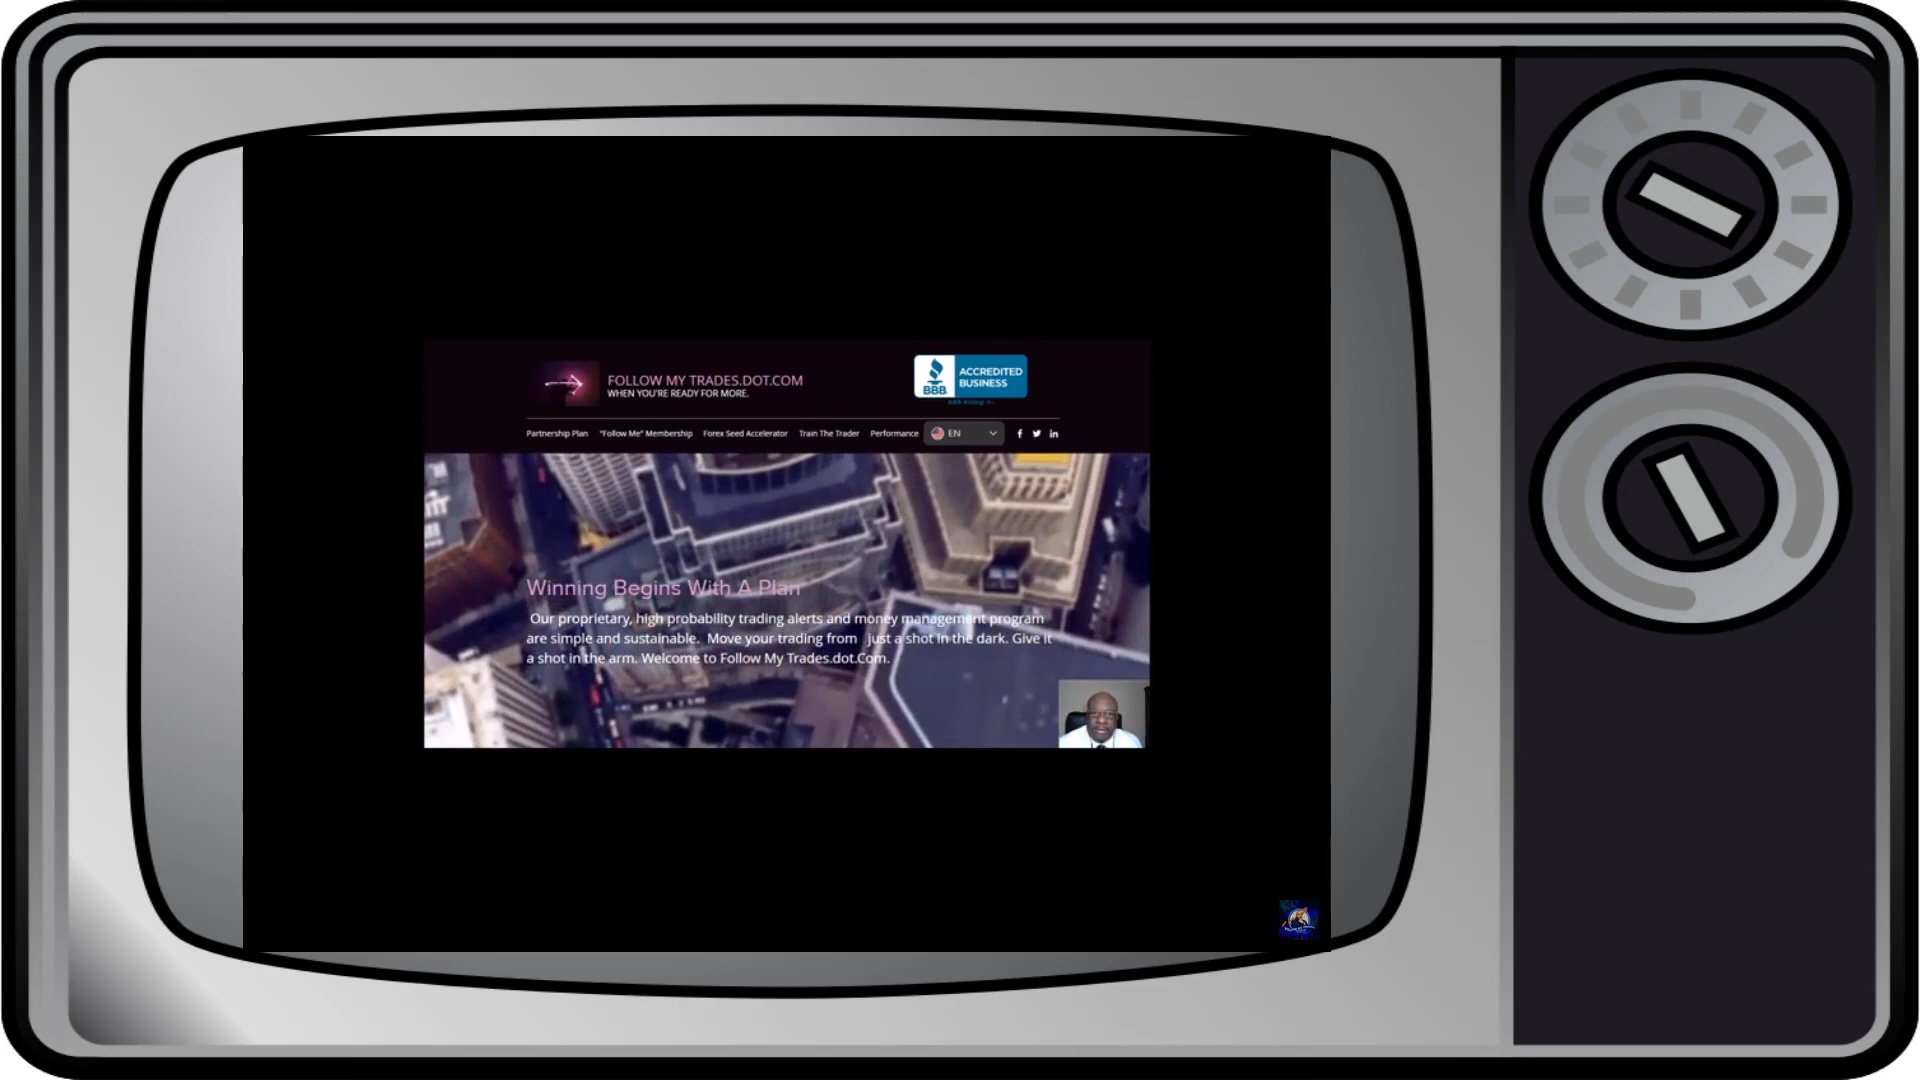 FOLLOW MY TRADES.DOT.COM
WHEN YOU'RE READY FOR MORE.
BBB
ACCREDITED
BUSINESS
Partnership Plan "Follow Me" Membership Forex Seed Accelerator Train The Trader Performance EN
Winning Begins With A Plan
Our proprietary, high probability trading alerts and money management program
are simple and sustainable. Move your trading from just a shot in the dark. Give it
a shot in the arm. Welcome to Follow My Trades.dot.Com.